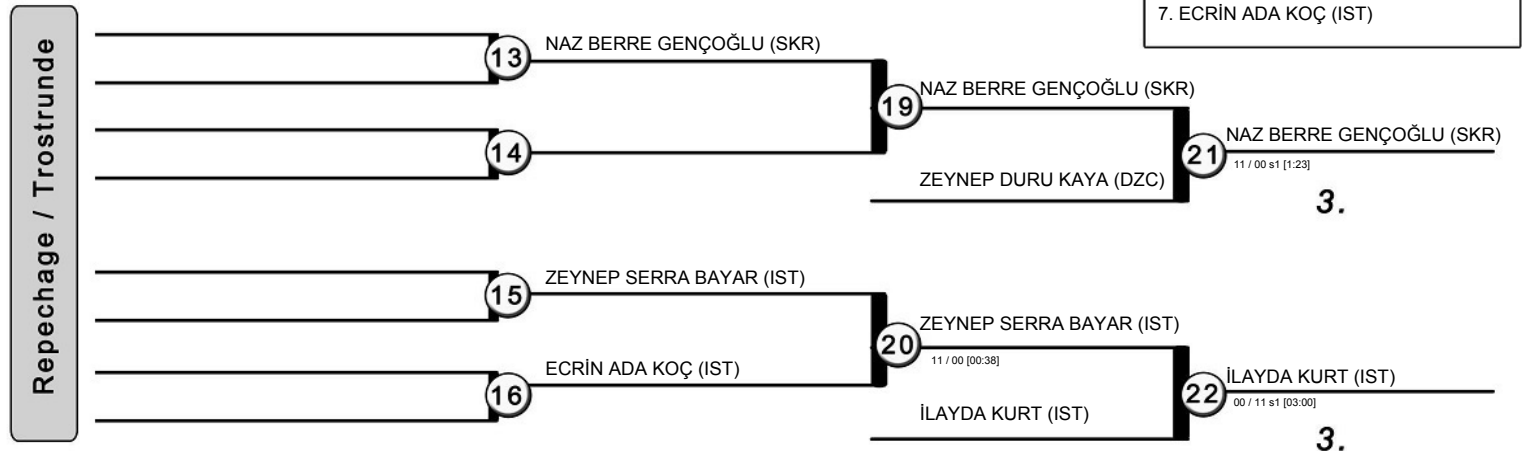 7. ECRİN ADA KOÇ (IST)
Repechage / Trostrunde
13
NAZ BERRE GENÇOĞLU (SKR)
14
19
NAZ BERRE GENÇOĞLU (SKR)
ZEYNEP DURU KAYA (DZC)
21
NAZ BERRE GENÇOĞLU (SKR)
11 / 00 s1 [1:23]
3.
15
ZEYNEP SERRA BAYAR (IST)
16
ECRİN ADA KOÇ (IST)
20
ZEYNEP SERRA BAYAR (IST)
11 / 00 [00:38]
İLAYDA KURT (IST)
22
İLAYDA KURT (IST)
00 / 11 s1 [03:00]
3.